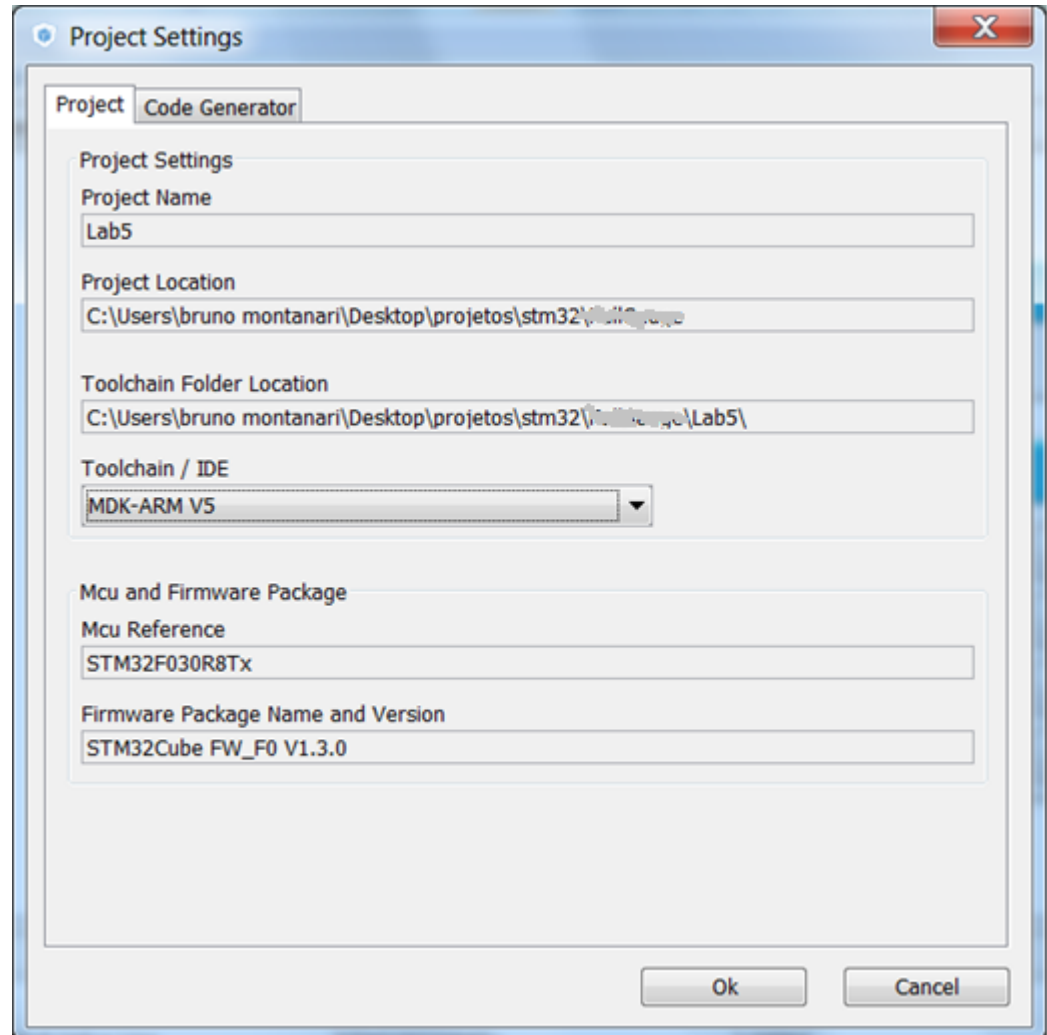 Project Settings
Project
Code Generator
Project Settings
Project Name
Lab5
Project Location
C:\Users\bruno montanari\Desktop\projetos\stm32\
Toolchain Folder Location
C:\Users\bruno montanari\Desktop\projetos\stm32\ \Lab5\
Toolchain / IDE
MDK-ARM V5
Mcu and Firmware Package
Mcu Reference
STM32F030R8Tx
Firmware Package Name and Version
STM32Cube FW_F0 V1.3.0
Ok
Cancel